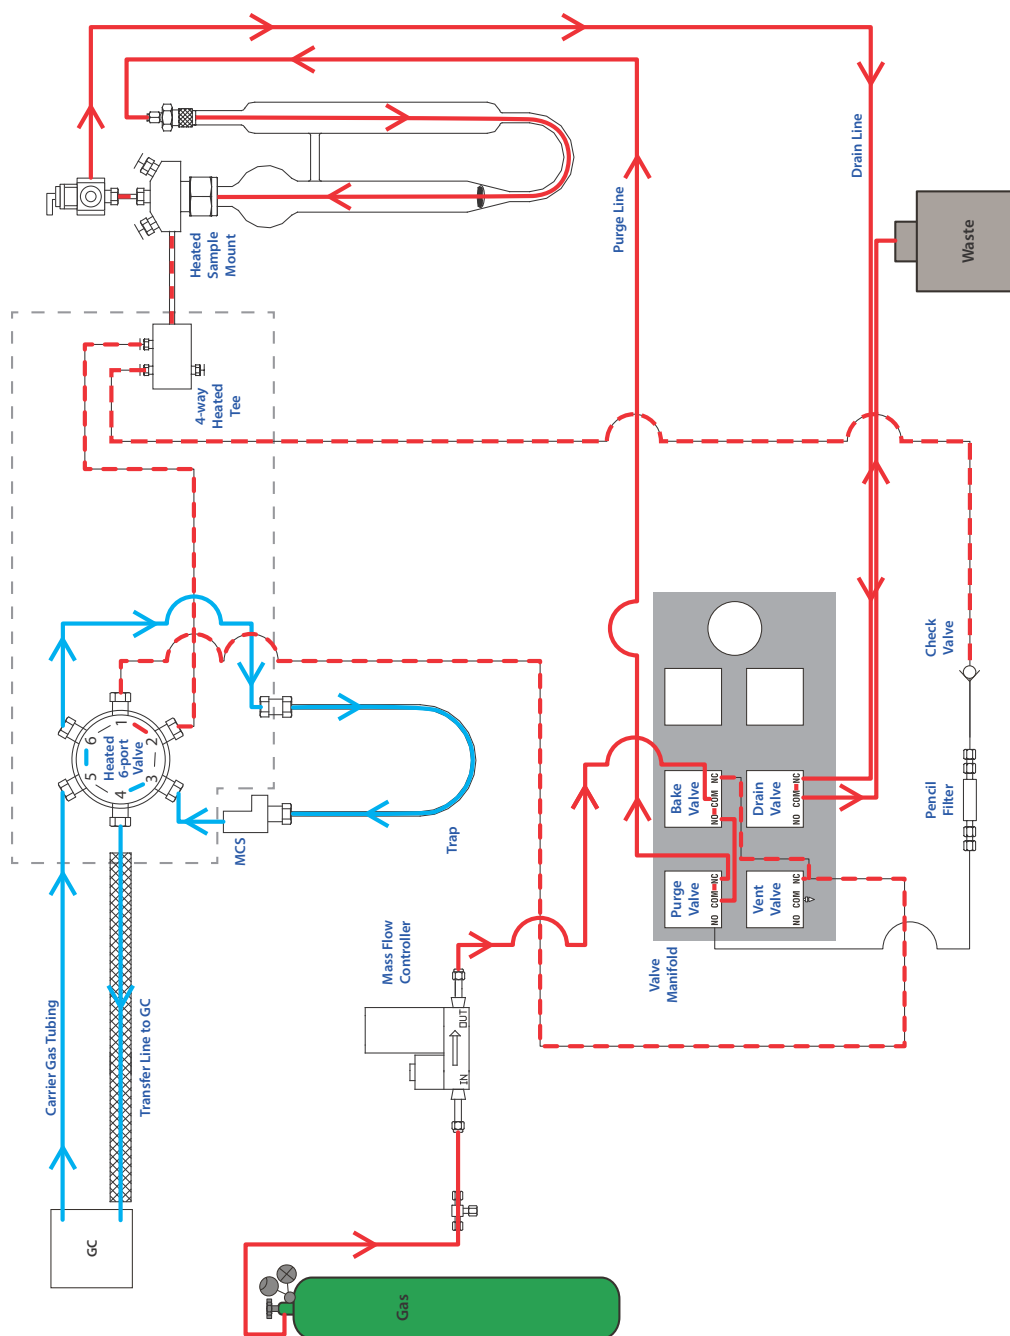 Drain Line
Purge Line
Waste
Heated
Sample
Mount
4-way
Heated
Tee
Check
Valve
Heated
6-port
Valve
1
2
3
4
5
6
MCS
Trap
Pencil
Filter
Bake
Valve
NO COM NC
Drain
Valve
NO COM NC
Purge
Valve
NO COM NC
Vent
Valve
NO COM NC
Valve
Manifold
Mass Flow
Controller
OUT
IN
Carrier Gas Tubing
Transfer Line to GC
GC
Gas